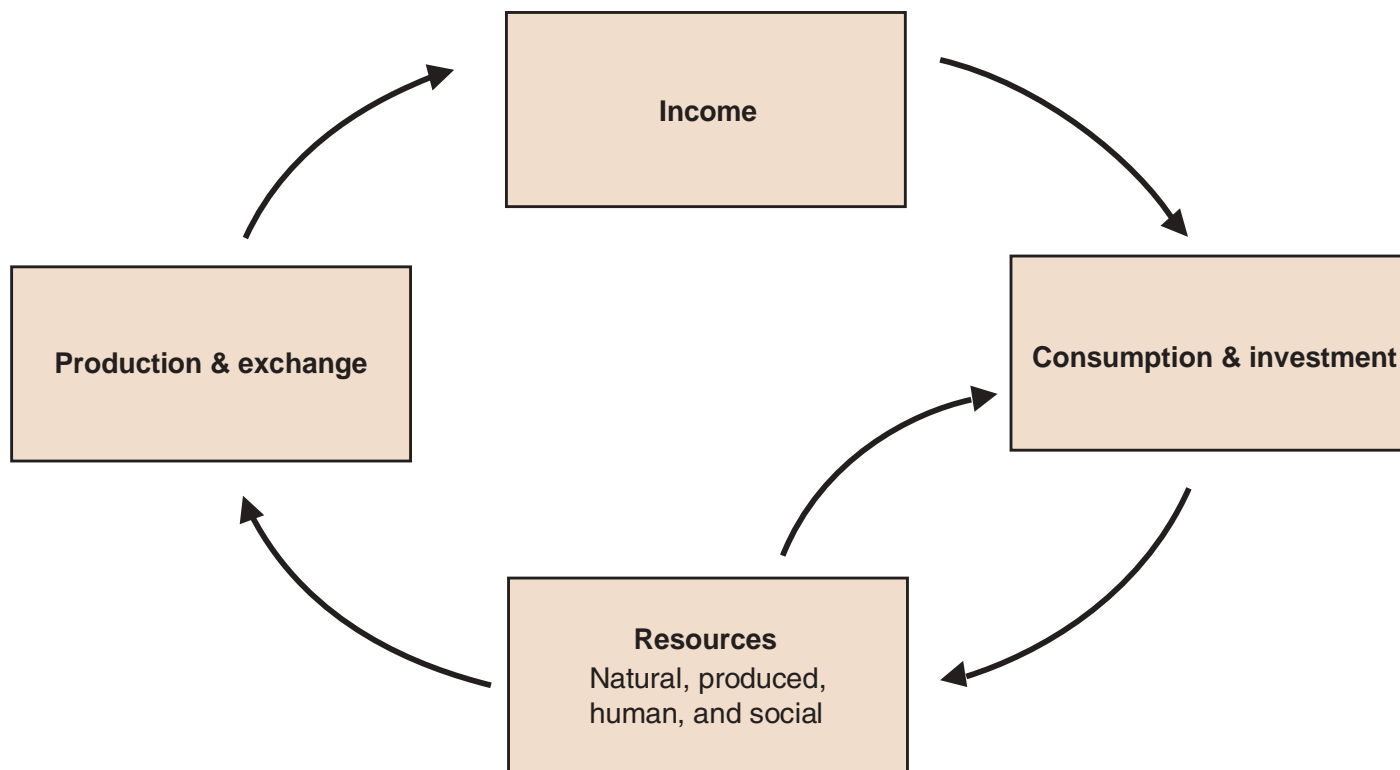 Income
Production & exchange
Consumption & investment
Resources
Natural, produced,
human, and social